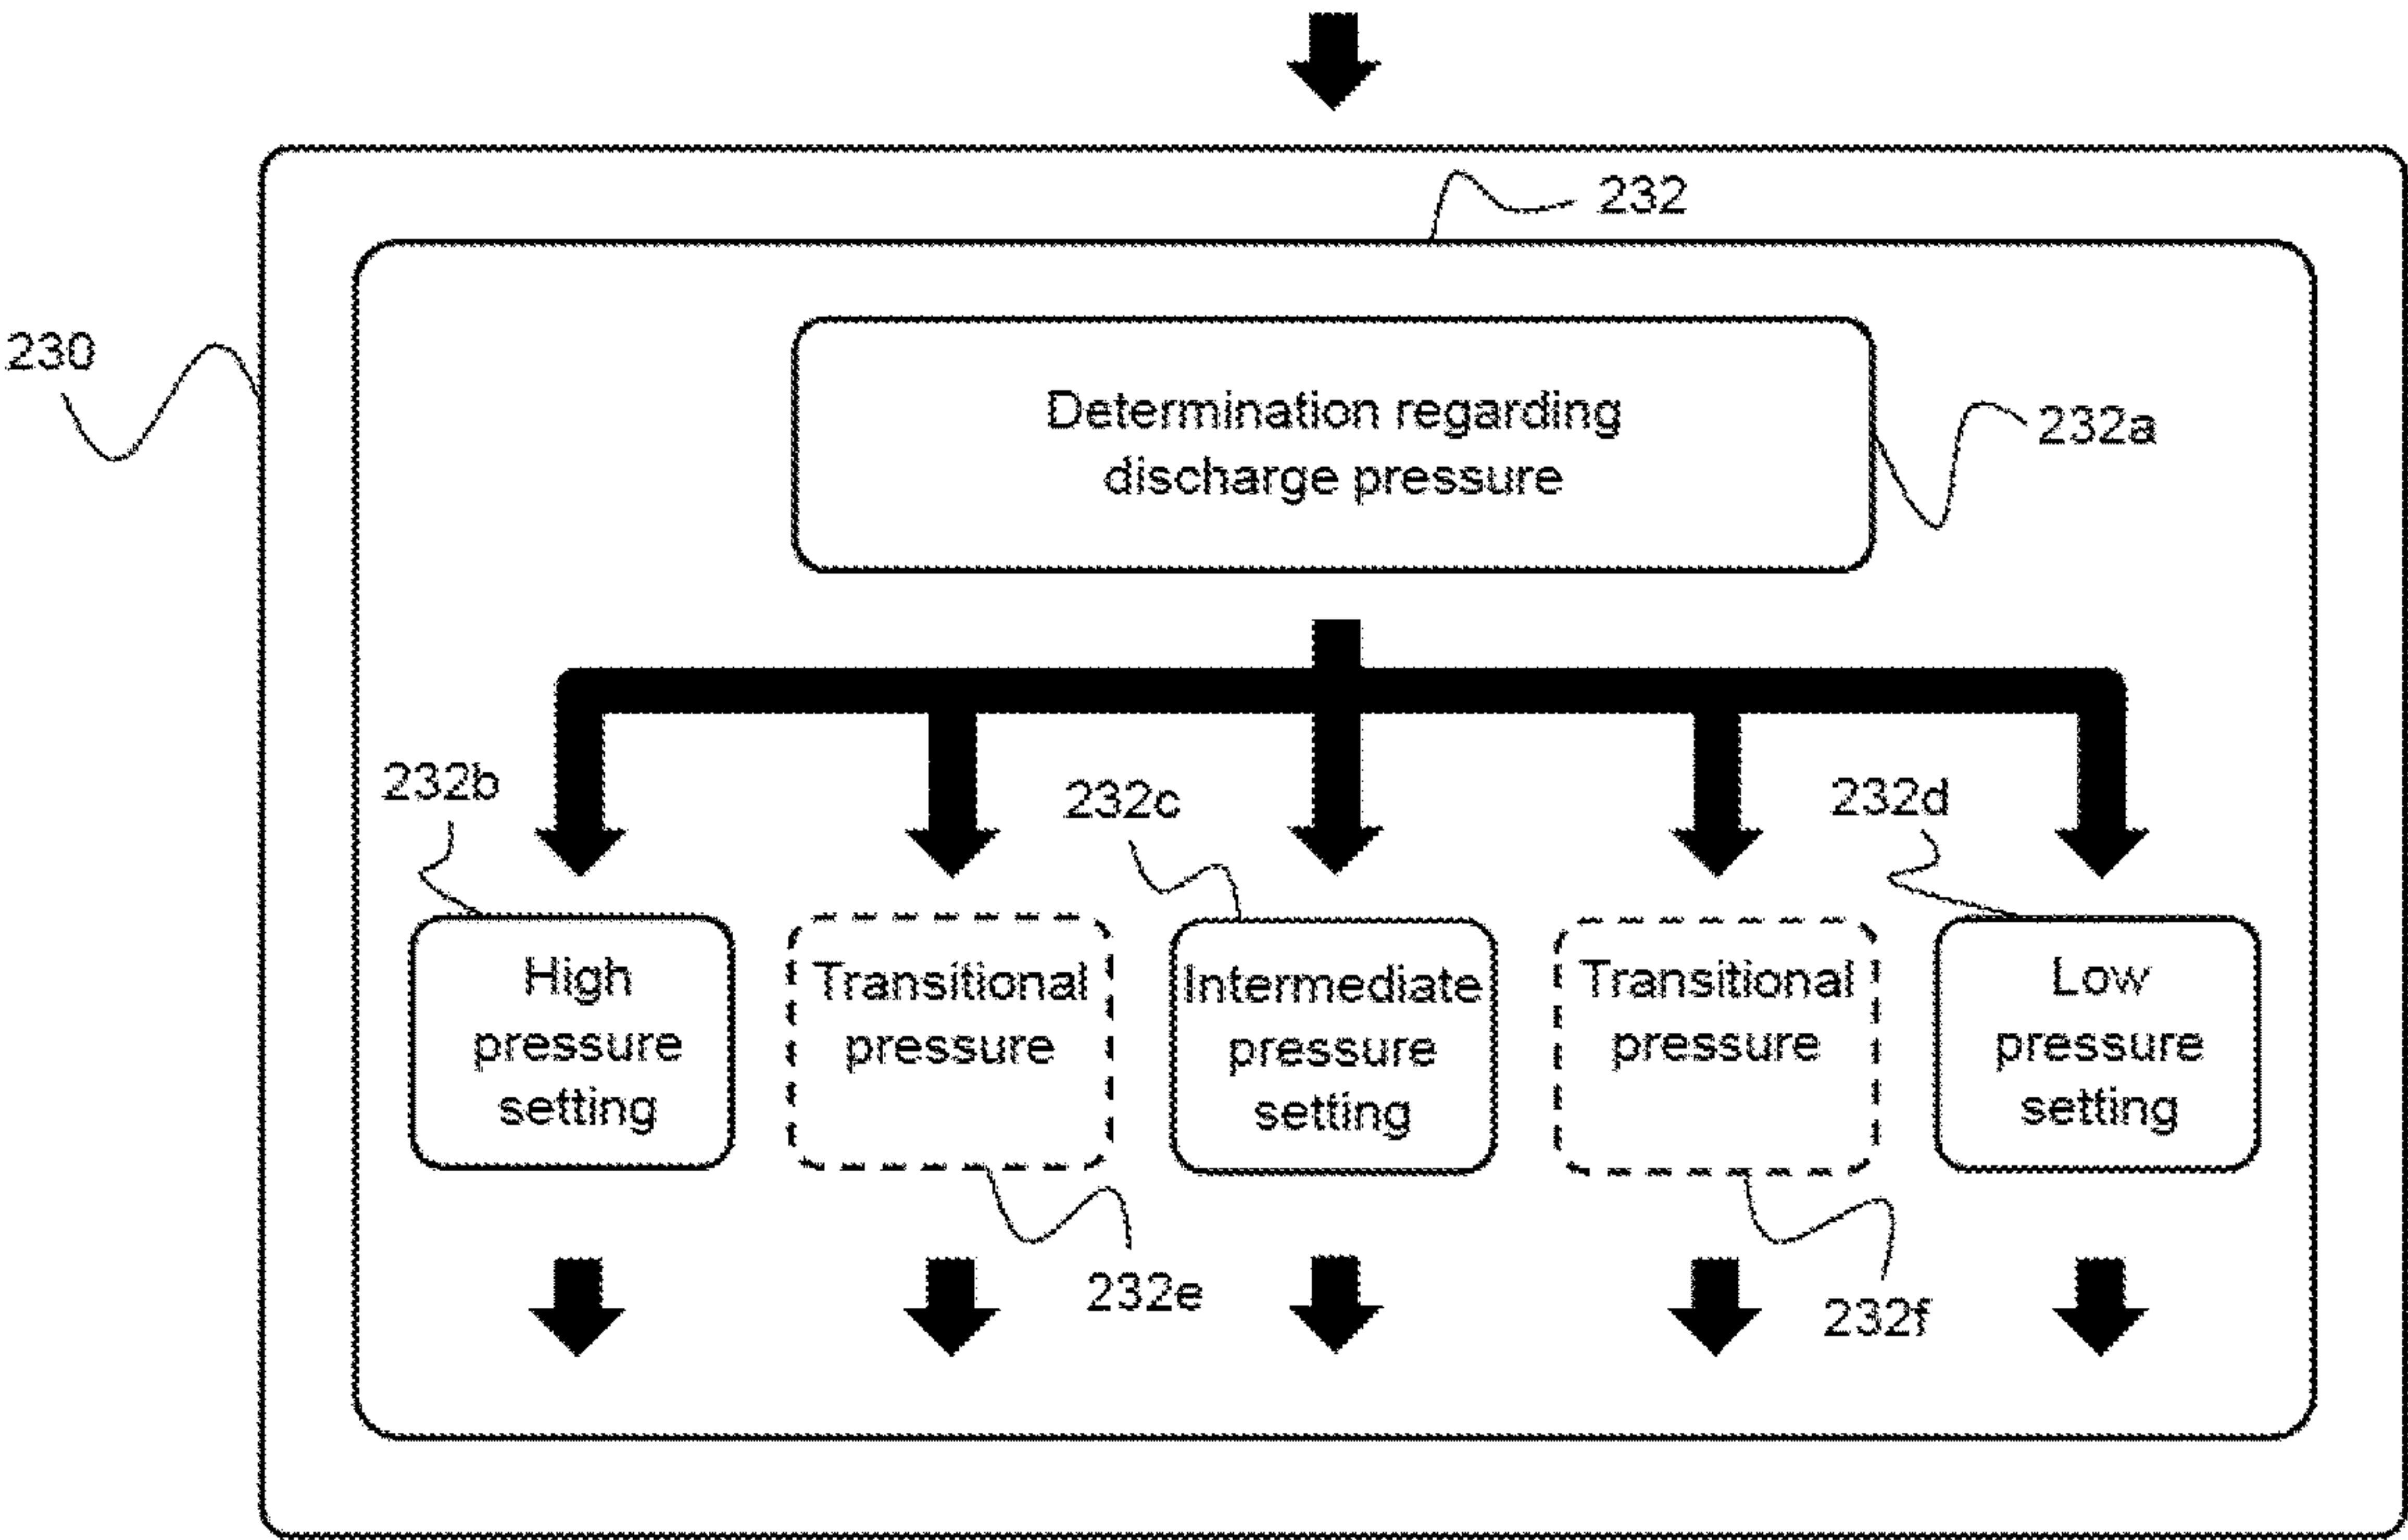 232
230
Determination regarding
discharge pressure
232a
232b
232c
232d
High
pressure
setting
Transitional
pressure
Intermediate
pressure
setting
Transitional
pressure
Low
pressure
setting
232e
232f